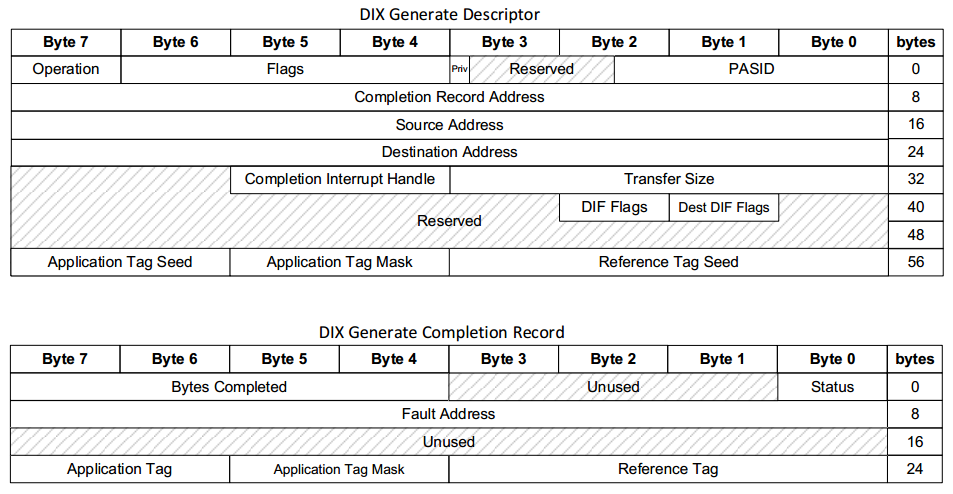 DIX Generate Descriptor
Byte 7 Byte 6 Byte 5 Byte 4 Byte 3 Byte 2 Byte 1 Byte 0 bytes
Operation Flags Priv Reserved PASID 0
Completion Record Address 8
Source Address 16
Destination Address 24
Completion Interrupt Handle Transfer Size 32
DIF Flags Dest DIF Flags 40
Reserved
48
Application Tag Seed Application Tag Mask Reference Tag Seed 56
DIX Generate Completion Record
Byte 7 Byte 6 Byte 5 Byte 4 Byte 3 Byte 2 Byte 1 Byte 0 bytes
Bytes Completed Unused Status 0
Fault Address 8
Unused 16
Application Tag Application Tag Mask Reference Tag 24